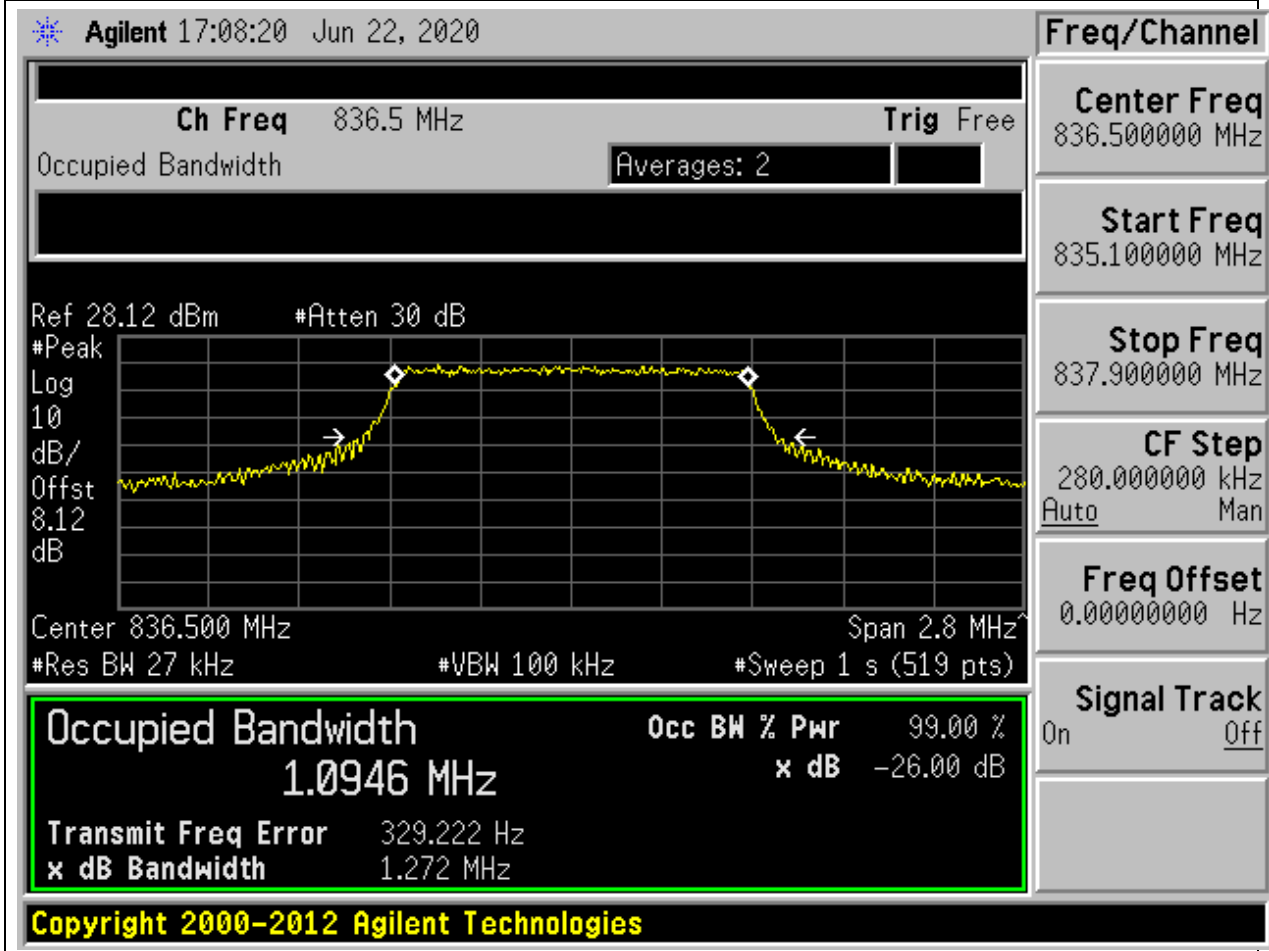 Agilent 17:08:20 Jun 22, 2020
Ch Freq 836.5 MHz Trig Free
Occupied Bandwidth Averages: 2
Ref 28.12 dBm #Atten 30 dB
#Peak
Log
10
dB/
Offst
8.12
dB
Center 836.500 MHz Span 2.8 MHz^
#Res BW 27 kHz #VBW 100 kHz #Sweep 1 s (519 pts)
Occupied Bandwidth Occ BW % Pwr 99.00 %
1.0946 MHz x dB -26.00 dB
Transmit Freq Error 329.222 Hz
x dB Bandwidth 1.272 MHz
Copyright 2000-2012 Agilent Technologies
Freq/Channel
Center Freq
836.500000 MHz
Start Freq
835.100000 MHz
Stop Freq
837.900000 MHz
CF Step
280.000000 kHz
Auto Man
Freq Offset
0.00000000 Hz
Signal Track
On Off